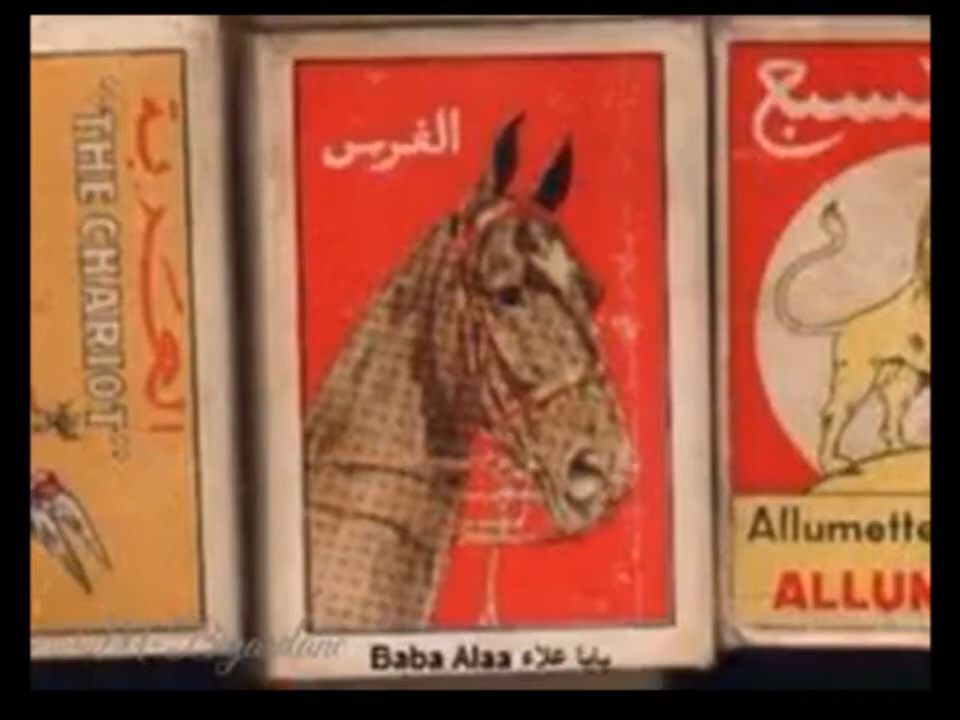 العربة
"THE CHARIOT"
الفرس
السبع
Allumette
ALLUM
Baba Alaa بابا علاء